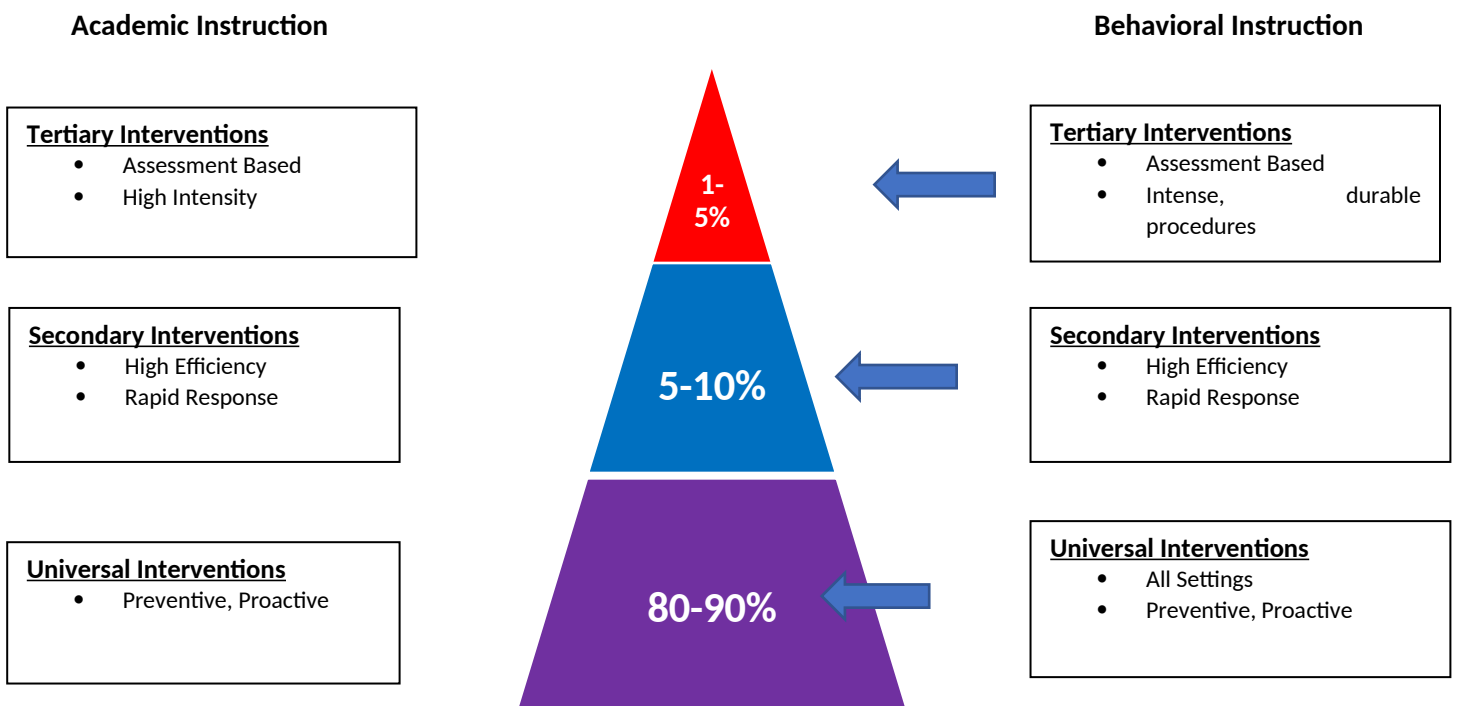 Academic Instruction
Behavioral Instruction
Tertiary Interventions
• Assessment Based
• High Intensity
1-
5%
Tertiary Interventions
• Assessment Based
• Intense, durable
procedures
Secondary Interventions
• High Efficiency
• Rapid Response
5-10%
Secondary Interventions
• High Efficiency
• Rapid Response
Universal Interventions
• Preventive, Proactive
80-90%
Universal Interventions
• All Settings
• Preventive, Proactive